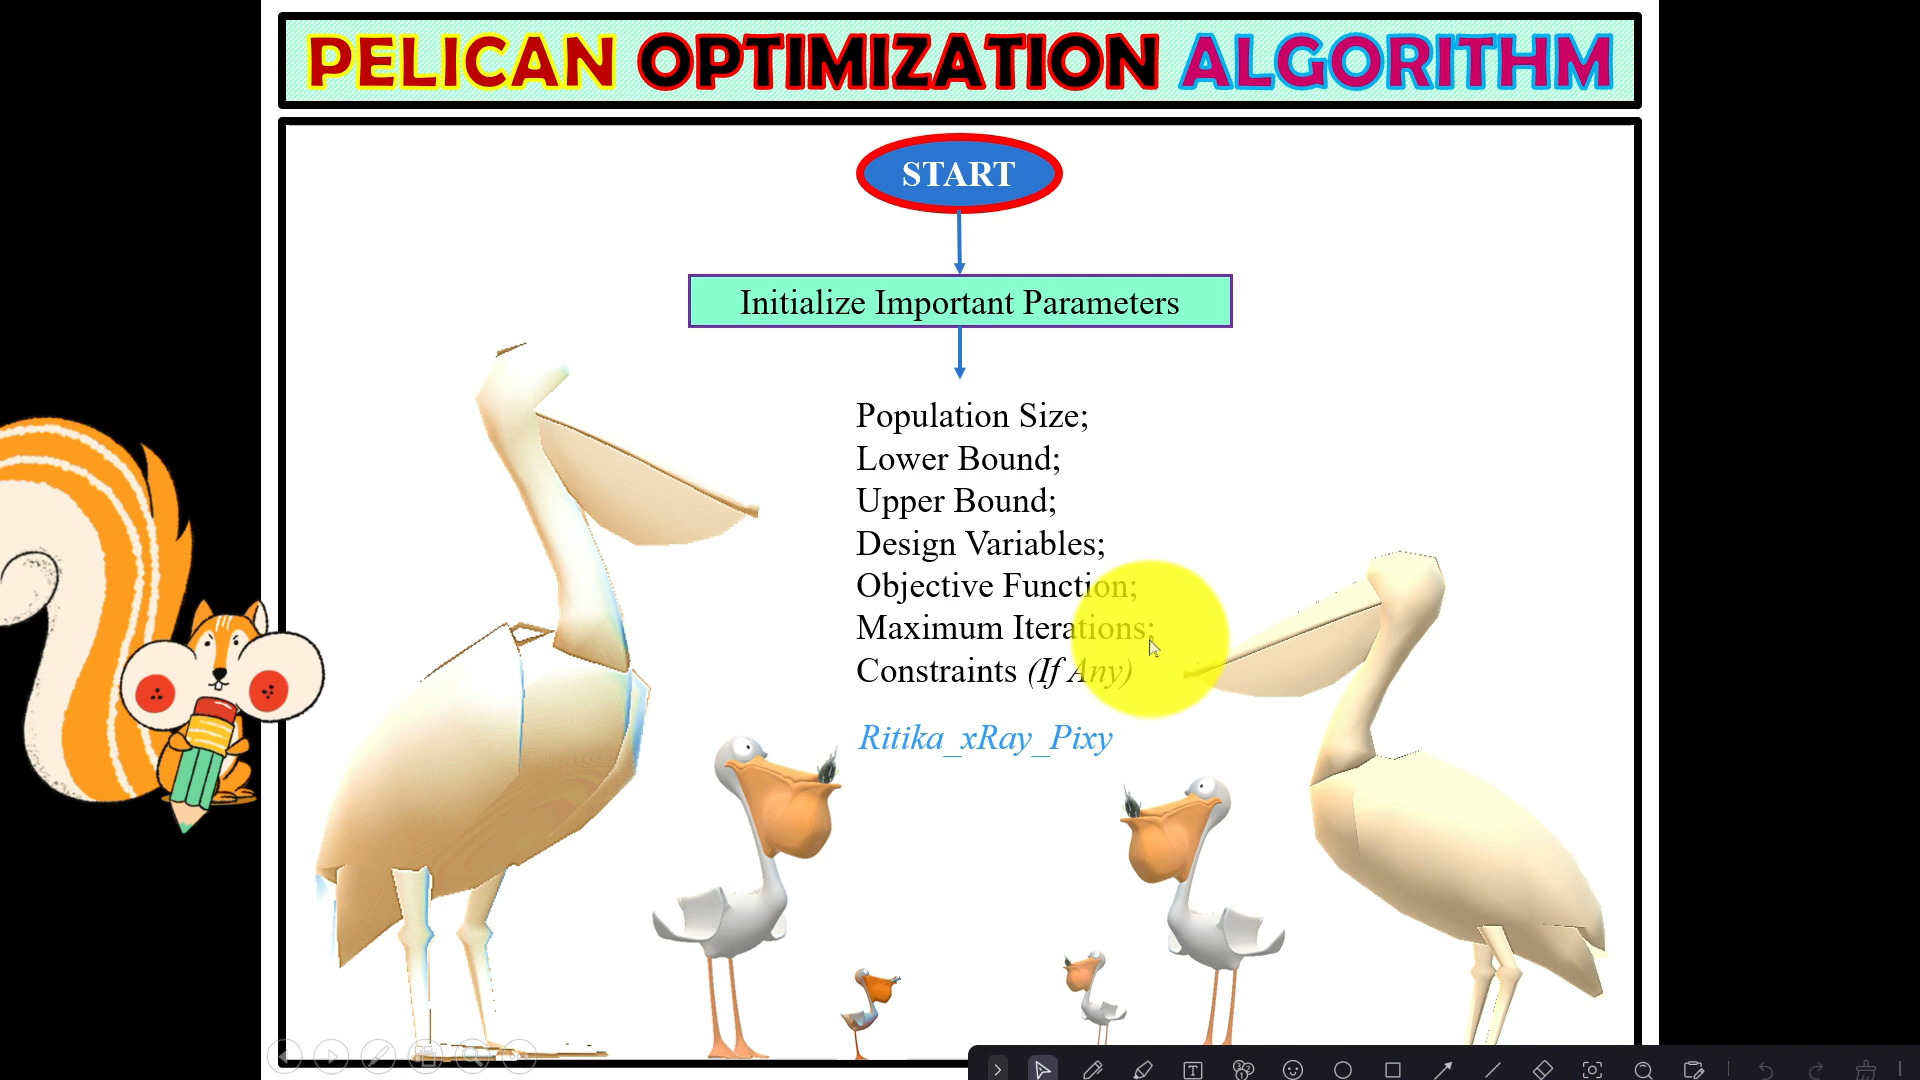 PELICAN OPTIMIZATION ALGORITHM
START
Initialize Important Parameters
Population Size;
Lower Bound;
Upper Bound;
Design Variables;
Objective Function;
Maximum Iterations;
Constraints (If Any)
Ritika_xRay_Pixy